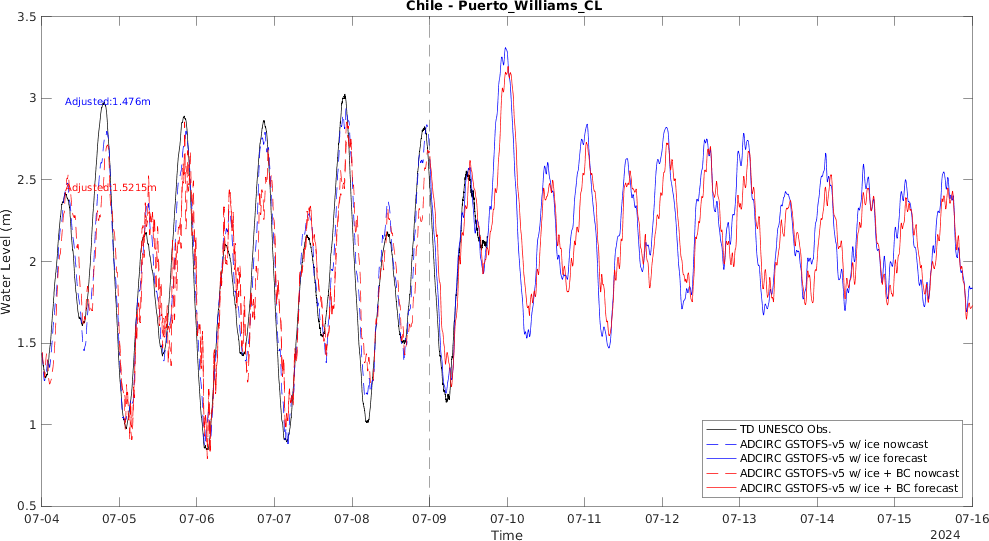 Chile - Puerto_Williams_CL
3.5
3
2.5
2
1.5
1
0.5
Water Level (m)
Adjusted:1.476m
Adjusted:1.5215m
TD UNESCO Obs.
ADCIRC GSTOFS-v5 w/ ice nowcast
ADCIRC GSTOFS-v5 w/ ice forecast
ADCIRC GSTOFS-v5 w/ ice + BC nowcast
ADCIRC GSTOFS-v5 w/ ice + BC forecast
07-04 07-05 07-06 07-07 07-08 07-09 07-10 07-11 07-12 07-13 07-14 07-15 07-16
Time
2024